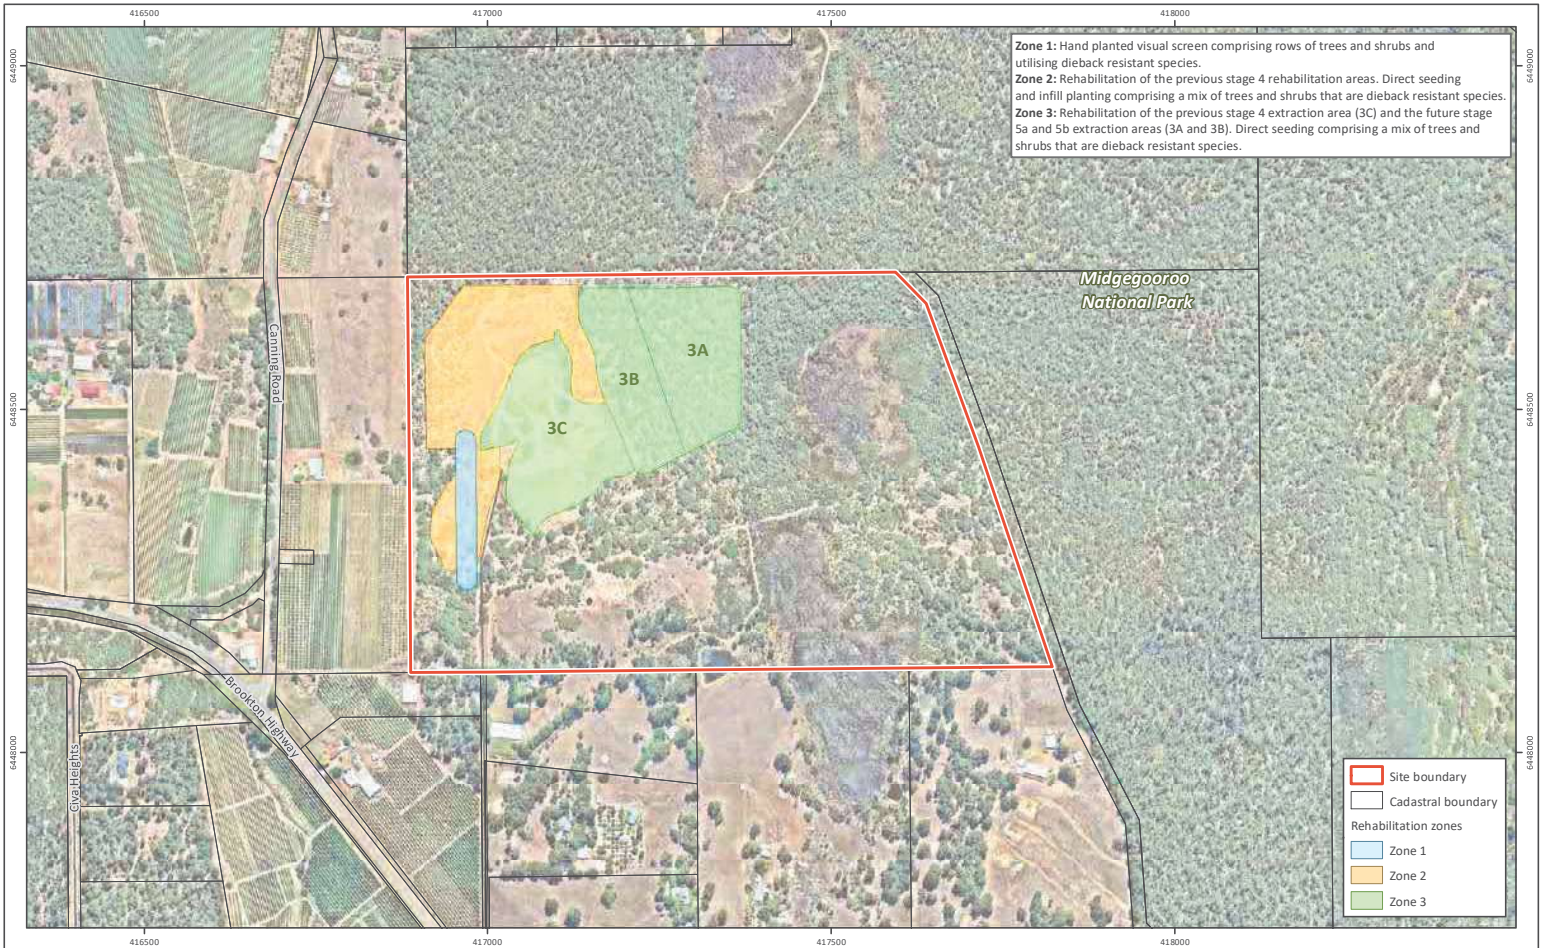 416500
417000
417500
418000
6449000
6449000
Zone 1: Hand planted visual screen comprising rows of trees and shrubs and
utilising dieback resistant species.
Zone 2: Rehabilitation of the previous stage 4 rehabilitation areas. Direct seeding
and infill planting comprising a mix of trees and shrubs that are dieback resistant species.
Zone 3: Rehabilitation of the previous stage 4 extraction area (3C) and the future stage
5a and 5b extraction areas (3A and 3B). Direct seeding comprising a mix of trees and
shrubs that are dieback resistant species.
Midgegooroo
National Park
Canning Road
3A
3B
3C
6448500
6448500
Brookton Highway
Civa Heights
6448000
6448000
Site boundary
Cadastral boundary
Rehabilitation zones
Zone 1
Zone 2
Zone 3
416500
417000
417500
418000